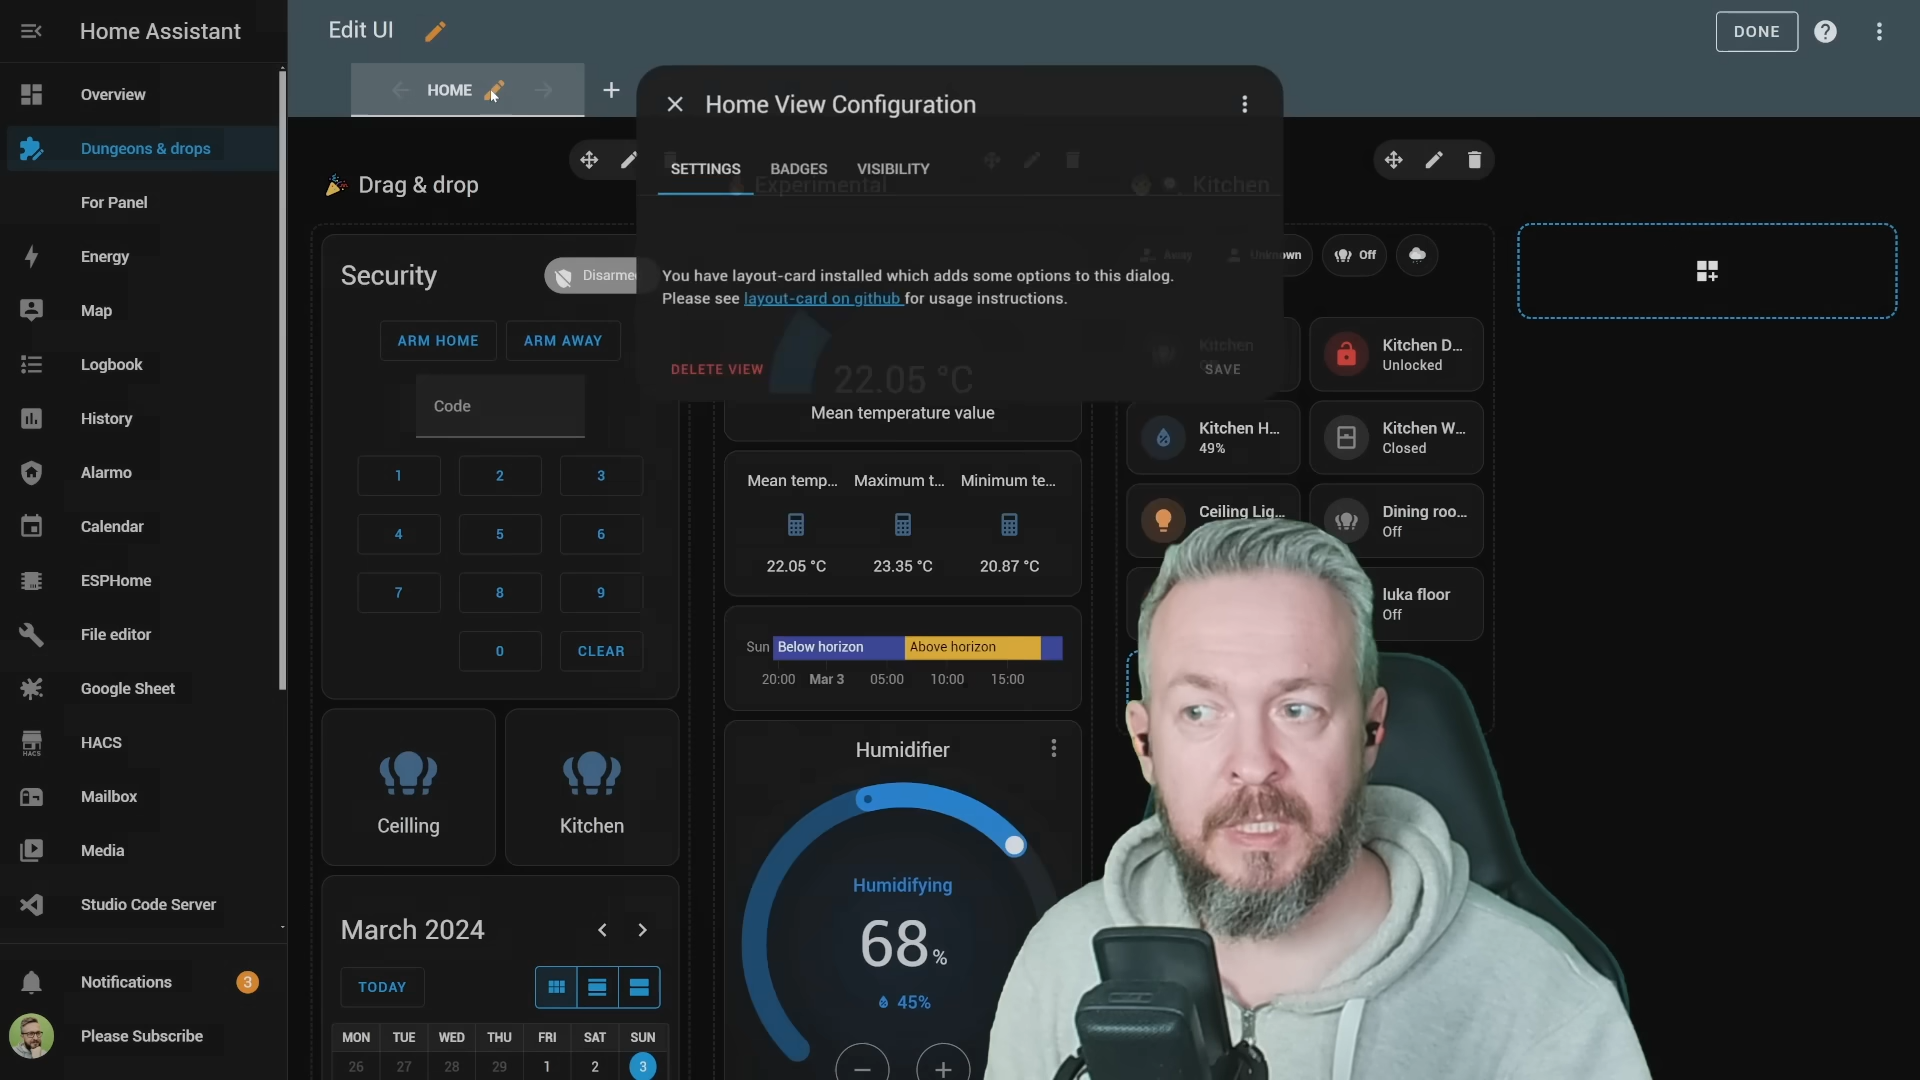 Home Assistant
Edit UI
DONE
HOME
Home View Configuration
SETTINGS
BADGES
VISIBILITY
You have layout-card installed which adds some options to this dialog.
Please see layout-card on github for usage instructions.
DELETE VIEW
SAVE
Overview
Dungeons & drops
For Panel
Energy
Map
Logbook
History
Alarmo
Calendar
ESPHome
File editor
Google Sheet
HACS
HACS
Mailbox
Media
Studio Code Server
Notifications
3
Please Subscribe
Drag & drop
Security
Disarme
ARM HOME
ARM AWAY
Code
1
2
3
4
5
6
7
8
9
0
CLEAR
Ceilling
Kitchen
March 2024
TODAY
MON TUE WED THU FRI SAT SUN
26 27 28 29 1 2 3
Experimental
22.05 °C
Mean temperature value
Mean temp... Maximum t... Minimum te...
22.05 °C 23.35 °C 20.87 °C
Sun Below horizon Above horizon
20:00 Mar 3 05:00 10:00 15:00
Humidifier
Humidifying
68 %
45%
Kitchen
Away
Unknown
Off
Kitchen
Kitchen D...
Unlocked
Kitchen H...
49%
Kitchen W...
Closed
Ceiling Lig...
Dining roo...
Off
luka floor
Off